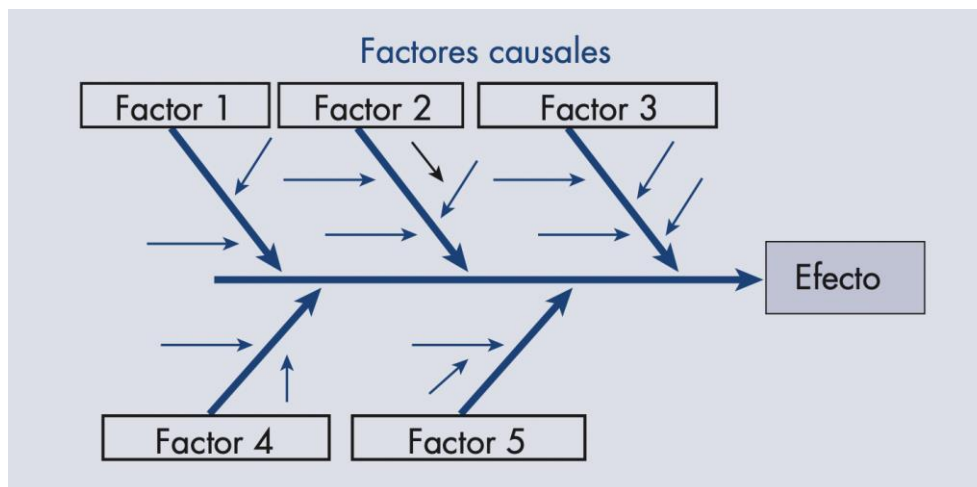 Factores causales
Factor 1
Factor 2
Factor 3
Efecto
Factor 4
Factor 5